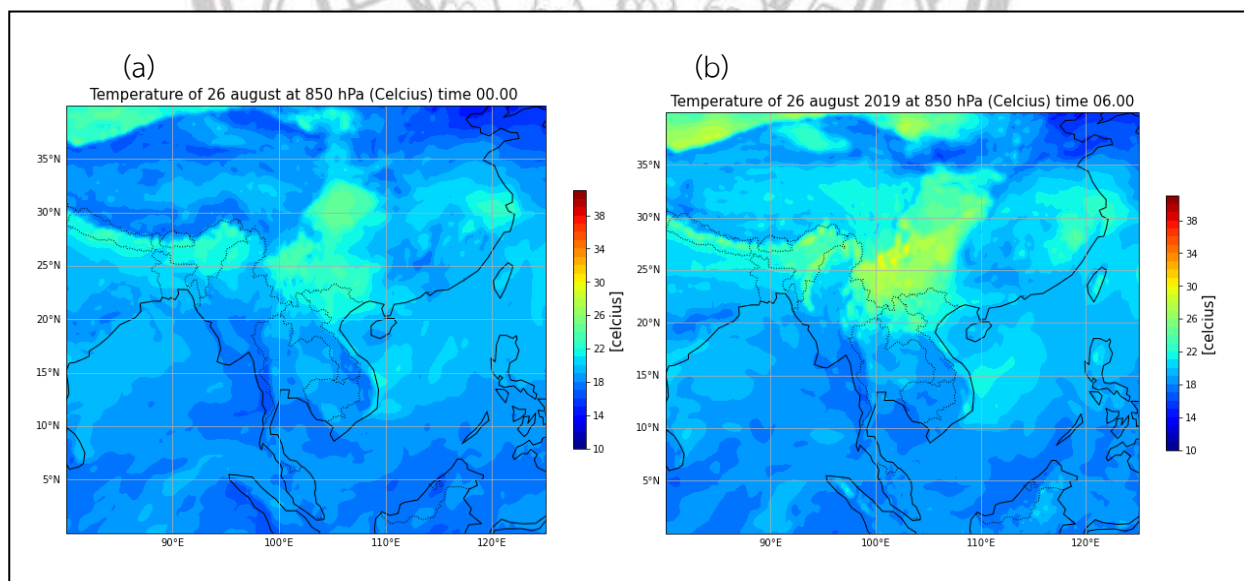 (a)
Temperature of 26 august at 850 hPa (Celcius) time 00.00
35°N
30°N
25°N
20°N
15°N
10°N
5°N
90°E
100°E
110°E
120°E
38
34
30
26
22
18
14
10
[celcius]
(b)
Temperature of 26 august 2019 at 850 hPa (Celcius) time 06.00
35°N
30°N
25°N
20°N
15°N
10°N
5°N
90°E
100°E
110°E
120°E
38
34
30
26
22
18
14
10
[celcius]